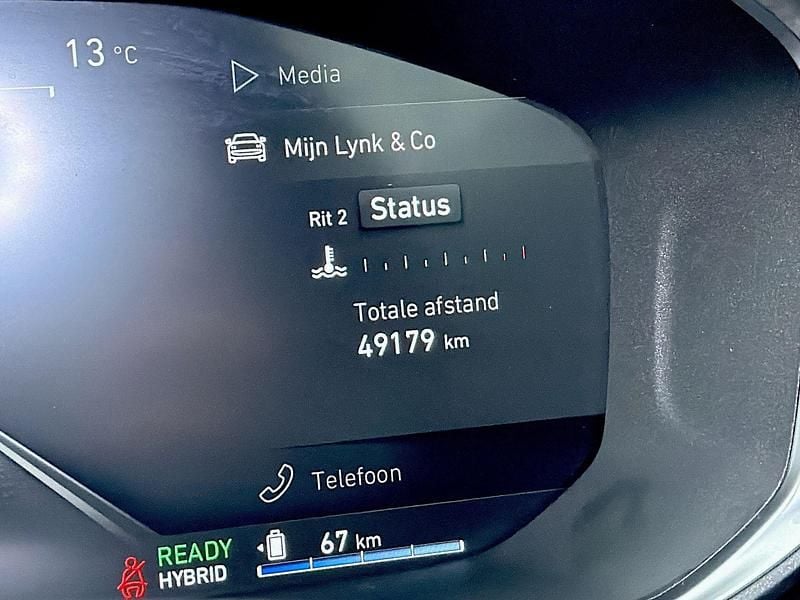 13 °C
Media
Mijn Lynk & Co
Rit 2 Status
Totale afstand
49179 km
Telefoon
READY 67 km
HYBRID